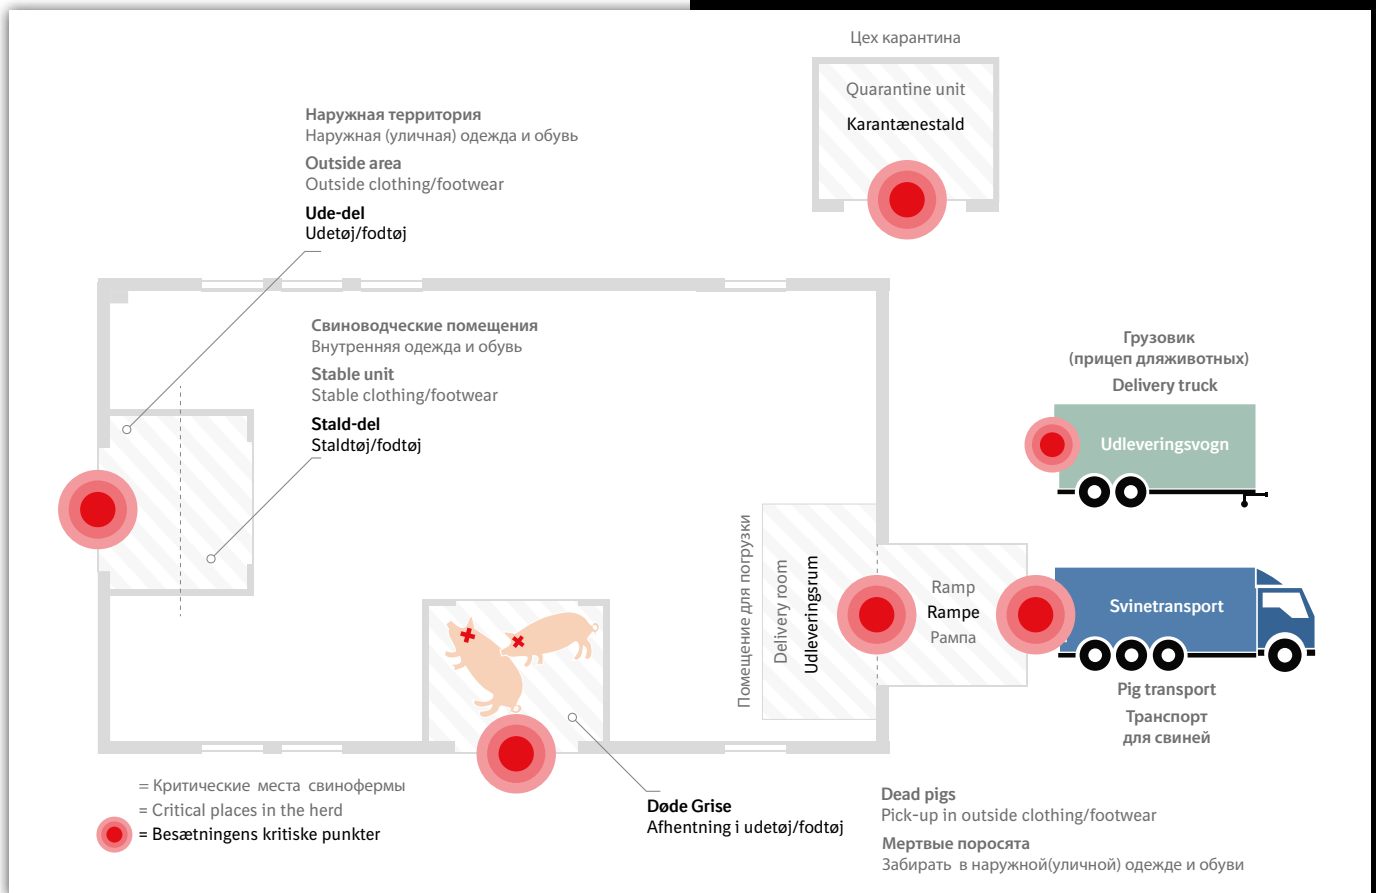 Цех карантина
Quarantine unit
Karantænestald
Наружная территория
Наружная (уличная) одежда и обувь
Outside area
Outside clothing/footwear
Ude-del
Udetøj/fodtøj
Свиноводческие помещения
Внутренняя одежда и обувь
Stable unit
Stable clothing/footwear
Stald-del
Staldtøj/fodtøj
Грузовик
(прицеп дляживотных)
Delivery truck
Udleveringsvogn
Помещение для погрузки
Delivery room
Udleveringsrum
Ramp
Rampe
Рампа
Svinetransport
Pig transport
Транспорт
для свиней
= Критические места свинофермы
= Critical places in the herd
= Besætningens kritiske punkter
Døde Grise
Afhentning i udetøj/fodtøj
Dead pigs
Pick-up in outside clothing/footwear
Мертвые поросята
Забирать в наружной(уличной) одежде и обуви